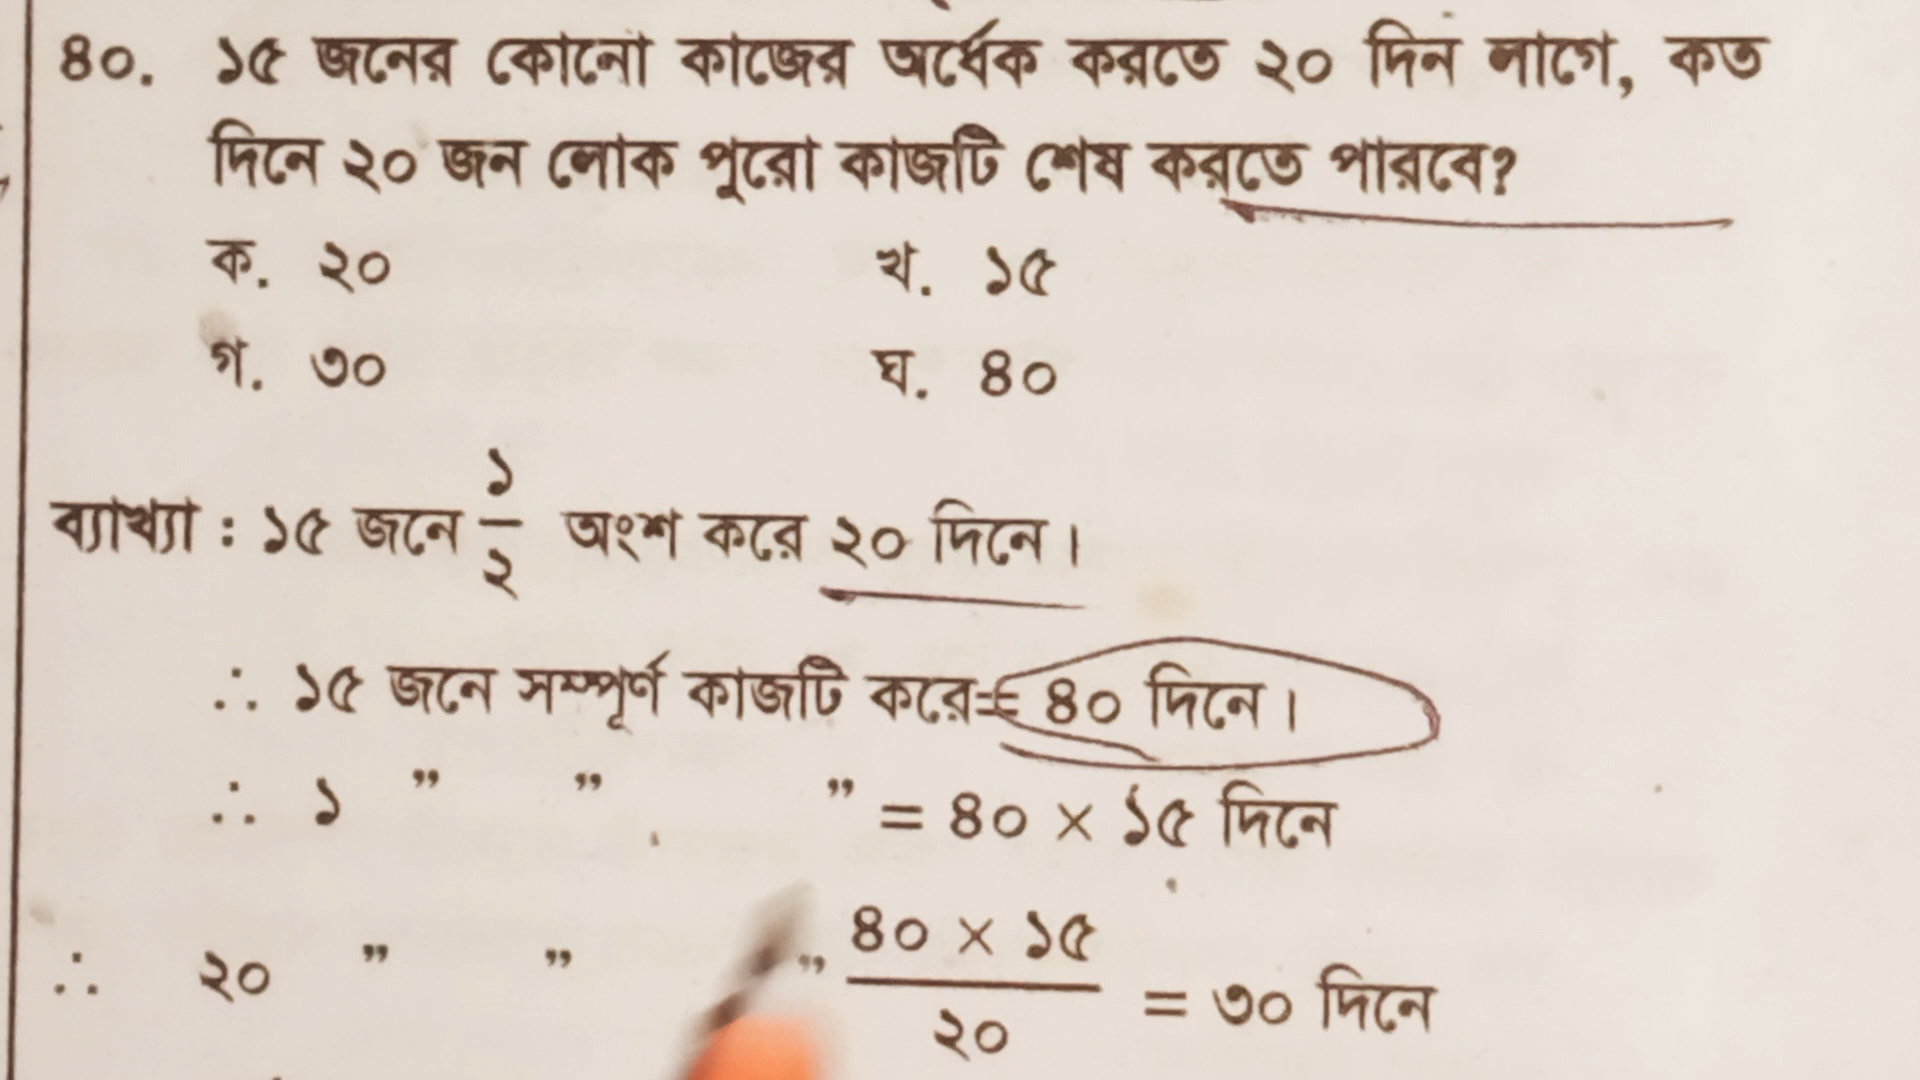 ৪০. ১৫ জনের কোনো কাজের অর্ধেক করতে ২০ দিন লাগে, কত
দিনে ২০ জন লোক পুরো কাজটি শেষ করতে পারবে?
ক. ২০ খ. ১৫
গ. ৩০ ঘ. ৪০
ব্যাখ্যা : ১৫ জনে ১/২ অংশ করে ২০ দিনে।
∴ ১৫ জনে সম্পূর্ণ কাজটি করে= ৪০ দিনে।
∴ ১ ” ” ” = ৪০ × ১৫ দিনে
∴ ২০ ” ” ” ৪০ × ১৫/২০ = ৩০ দিনে